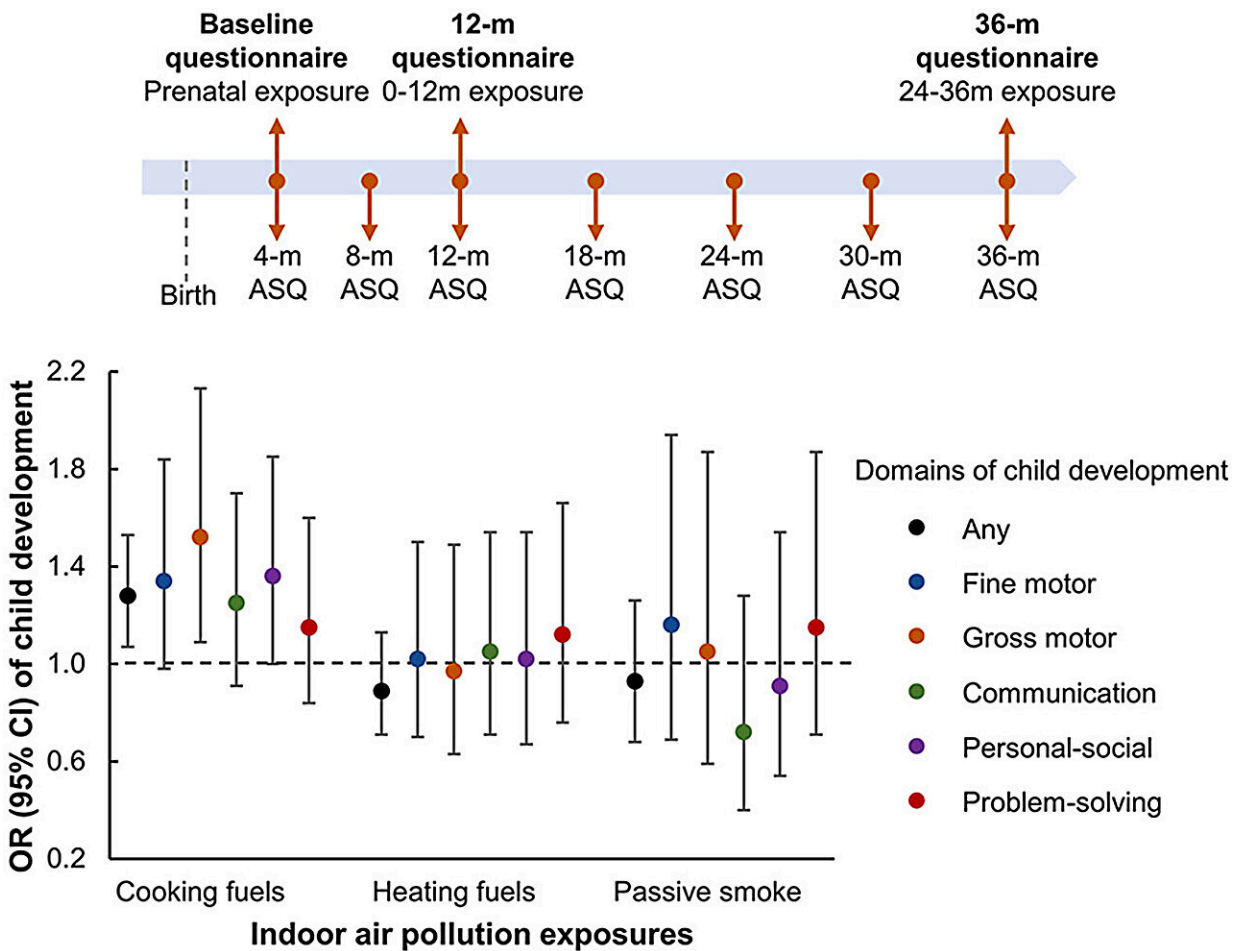 Baseline
questionnaire
Prenatal exposure
12-m
questionnaire
0-12m exposure
36-m
questionnaire
24-36m exposure
Birth
4-m
ASQ
8-m
ASQ
12-m
ASQ
18-m
ASQ
24-m
ASQ
30-m
ASQ
36-m
ASQ
OR (95% CI) of child development
2.2
1.8
1.4
1.0
0.6
0.2
Cooking fuels
Heating fuels
Passive smoke
Indoor air pollution exposures
Domains of child development
Any
Fine motor
Gross motor
Communication
Personal-social
Problem-solving